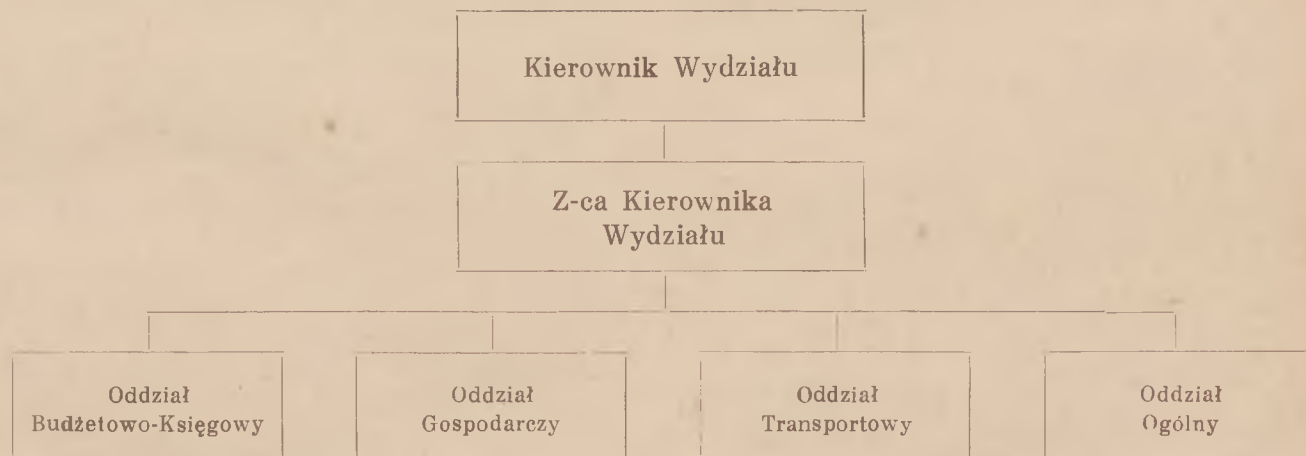 Kierownik Wydziału
Z-ca Kierownika
Wydziału
Oddział
Budżetowo-Księgowy
Oddział
Gospodarczy
Oddział
Transportowy
Oddział
Ogólny